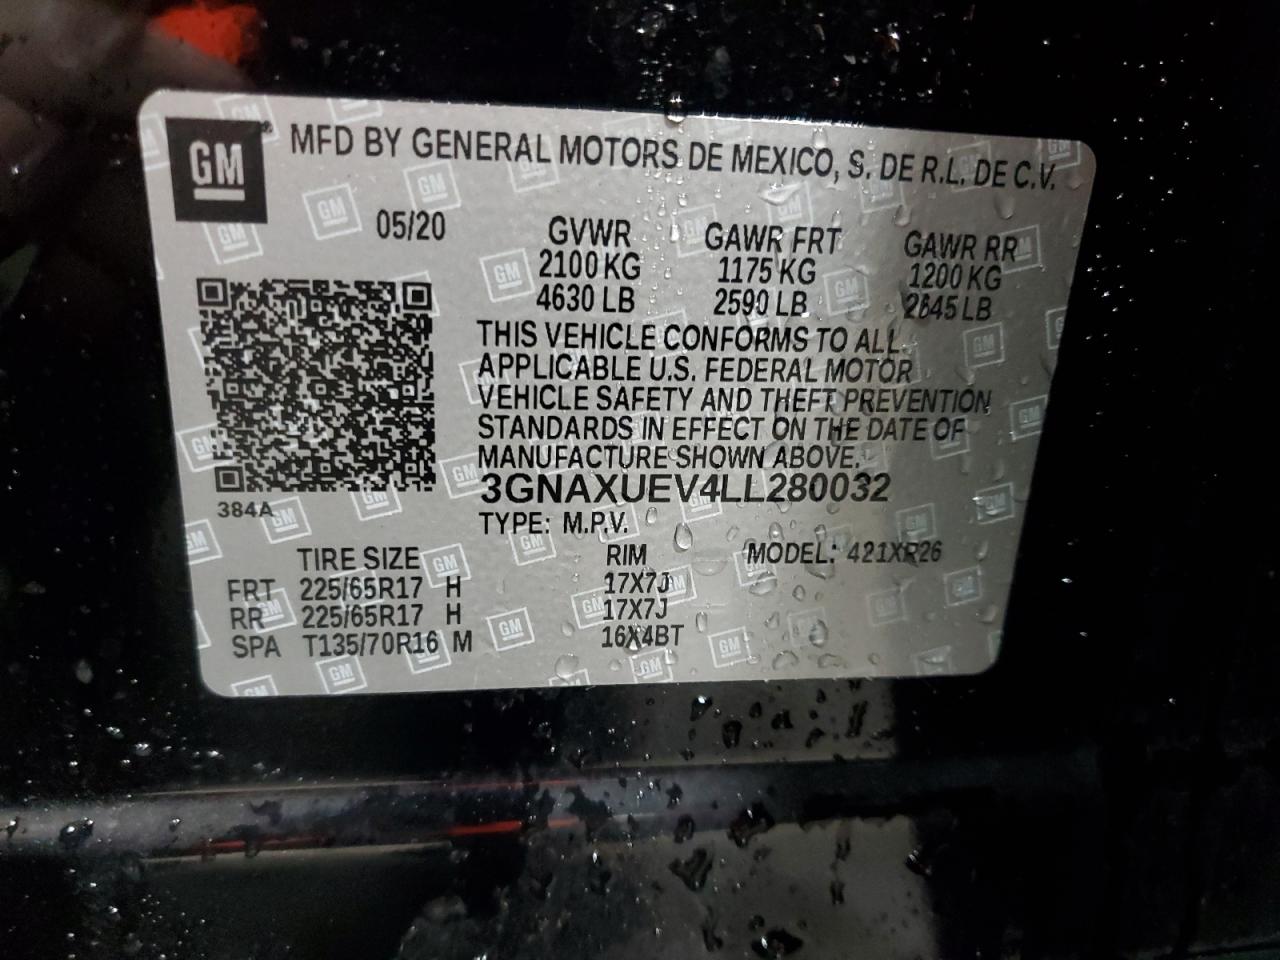 GM® MFD BY GENERAL MOTORS DE MEXICO, S. DE R.L. DE C.V.
05/20 GVWR GAWR FRT GAWR RR
2100 KG 1175 KG 1200 KG
4630 LB 2590 LB 2645 LB
THIS VEHICLE CONFORMS TO ALL
APPLICABLE U.S. FEDERAL MOTOR
VEHICLE SAFETY AND THEFT PREVENTION
STANDARDS IN EFFECT ON THE DATE OF
MANUFACTURE SHOWN ABOVE.
3GNAXUEV4LL280032
384A
TYPE: M.P.V.
TIRE SIZE RIM MODEL: 421XR26
FRT 225/65R17 H 17X7J
RR 225/65R17 H 17X7J
SPA T135/70R16 M 16X4BT